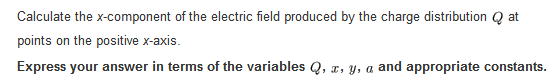 Calculate the x-component of the electric field produced by the charge distribution Q at
points on the positive x-axis.
Express your answer in terms of the variables Q, x, y, a and appropriate constants.